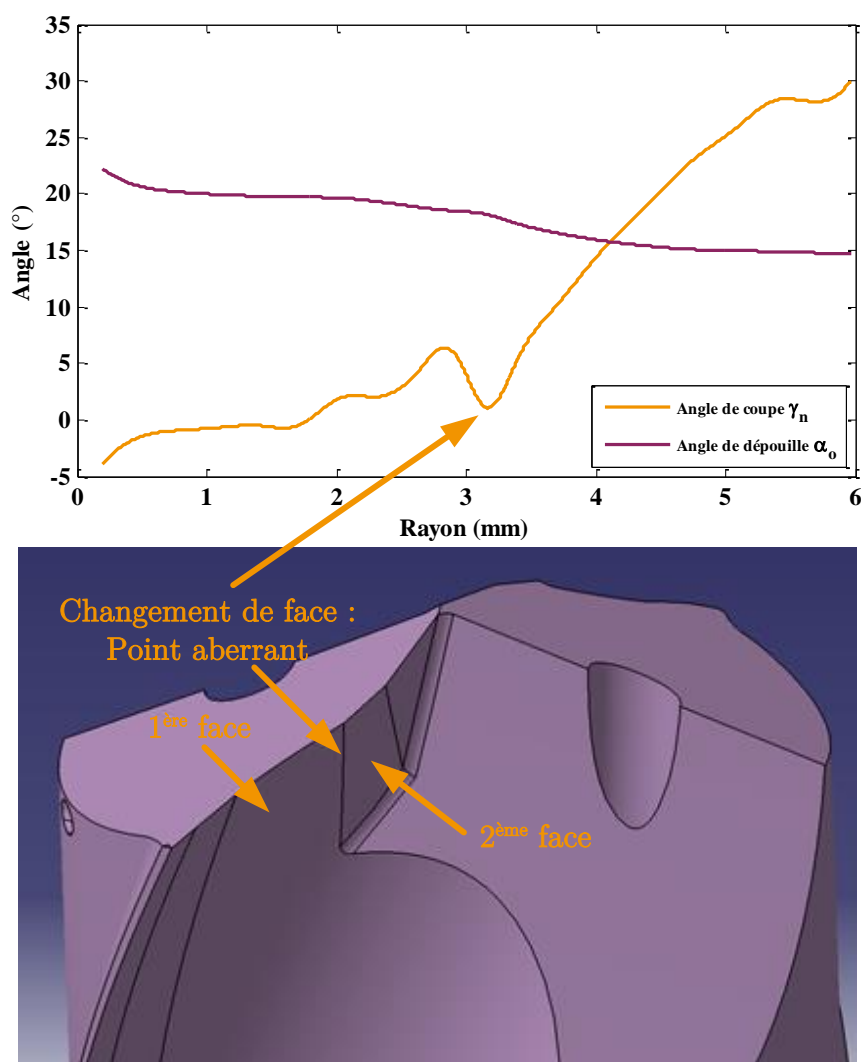 35
30
25
20
15
10
5
0
-5
Angle (°)
0 1 2 3 4 5 6
Rayon (mm)
Angle de coupe γn
Angle de dépouille αo
Changement de face :
Point aberrant
1ère face
2ème face